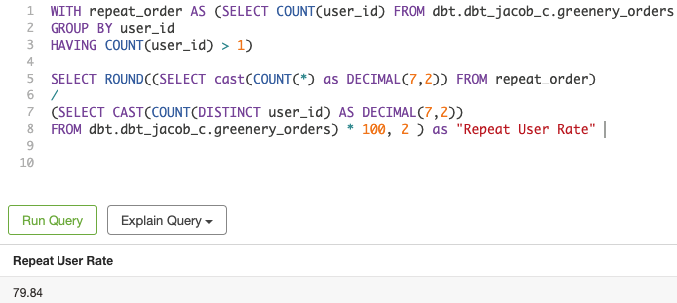 1 WITH repeat_order AS (SELECT COUNT(user_id) FROM dbt.dbt_jacob_c.greenery_orders
2 GROUP BY user_id
3 HAVING COUNT(user_id) > 1)
4
5 SELECT ROUND((SELECT cast(COUNT(*) as DECIMAL(7,2)) FROM repeat_order)
6 /
7 (SELECT CAST(COUNT(DISTINCT user_id) AS DECIMAL(7,2))
8 FROM dbt.dbt_jacob_c.greenery_orders) * 100, 2 ) as "Repeat User Rate"
9
10
Run Query Explain Query
Repeat User Rate
79.84